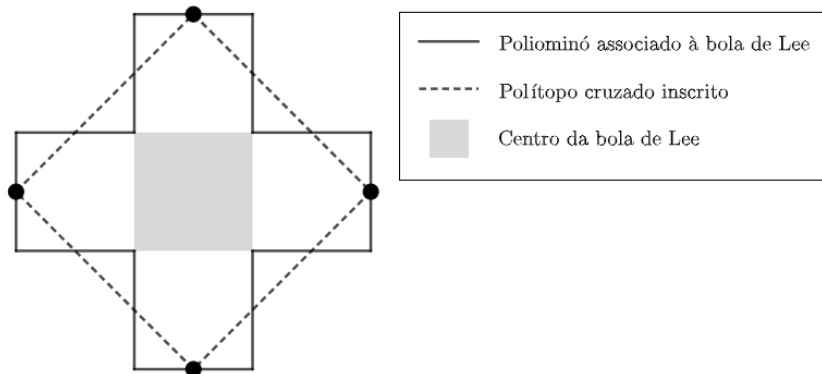 Poliominó associado à bola de Lee
Polítopo cruzado inscrito
Centro da bola de Lee